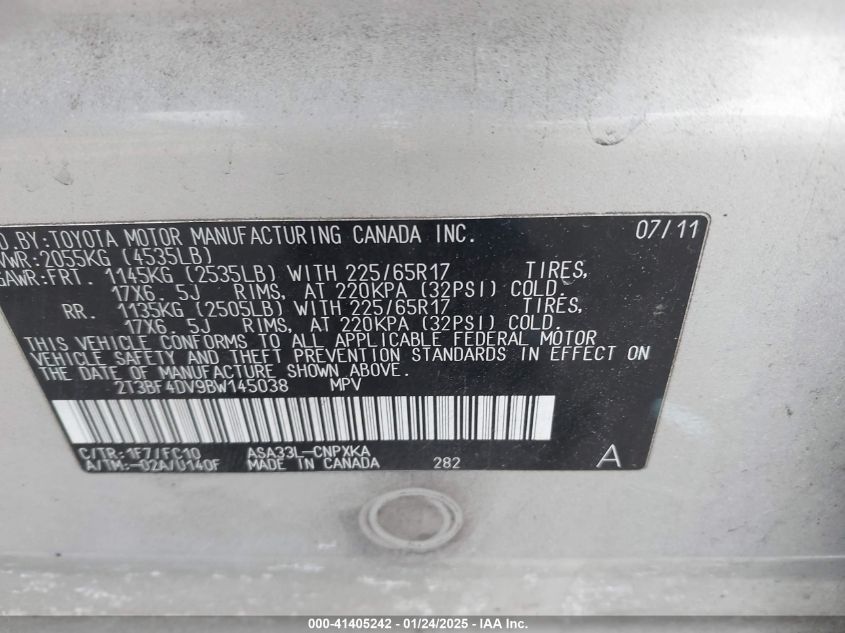 D.BY:TOYOTA MOTOR MANUFACTURING CANADA INC. 07/11
VWR:2055KG (4535LB)
GAWR:FRT. 1145KG (2535LB) WITH 225/65R17 TIRES,
17X6.5J RIMS, AT 220KPA (32PSI) COLD.
RR. 1135KG (2505LB) WITH 225/65R17 TIRES,
17X6.5J RIMS, AT 220KPA (32PSI) COLD.
THIS VEHICLE CONFORMS TO ALL APPLICABLE FEDERAL MOTOR
VEHICLE SAFETY AND THEFT PREVENTION STANDARDS IN EFFECT ON
THE DATE OF MANUFACTURE SHOWN ABOVE.
2T3BF4DV9BW145038 MPV
C/TR:1F7/FC10 ASA33L-CNPXKA
A/TM:-02A/U140F MADE IN CANADA 282 A
000-41405242 - 01/24/2025 - IAA Inc.